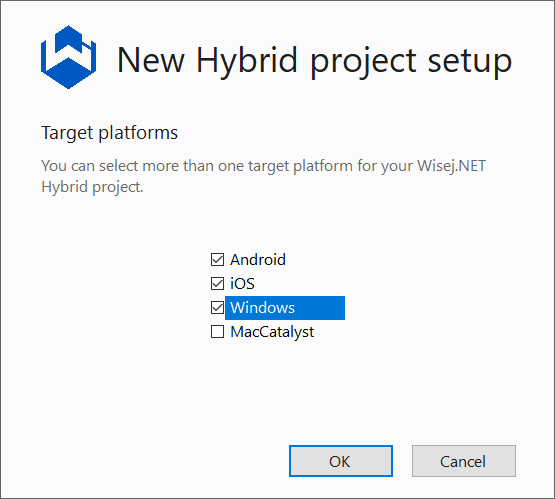 New Hybrid project setup
Target platforms
You can select more than one target platform for your Wisej.NET
Hybrid project.
Android
iOS
Windows
MacCatalyst
OK
Cancel